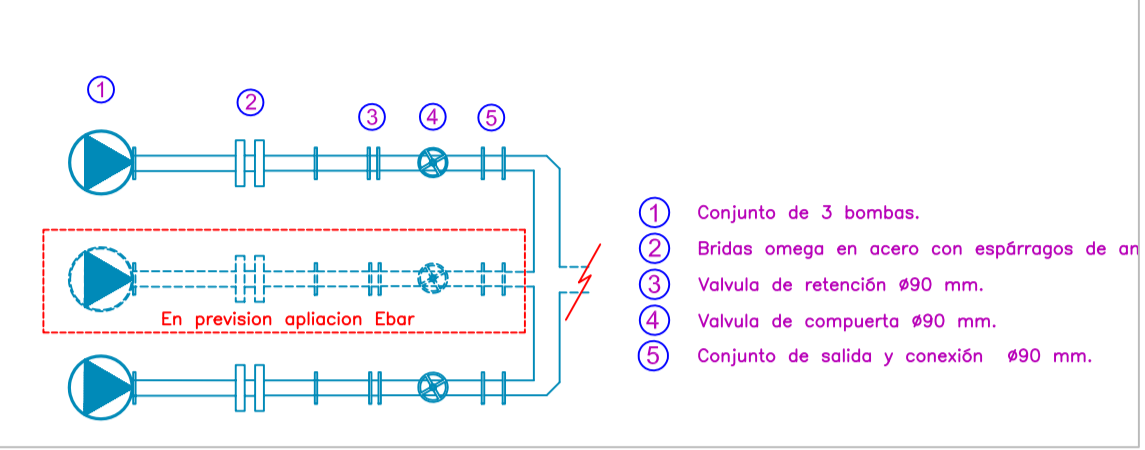 1
2
3
4
5
En prevision apliacion Ebar
1 Conjunto de 3 bombas.
2 Bridas omega en acero con espárragos de an
3 Valvula de retención ø90 mm.
4 Valvula de compuerta ø90 mm.
5 Conjunto de salida y conexión ø90 mm.